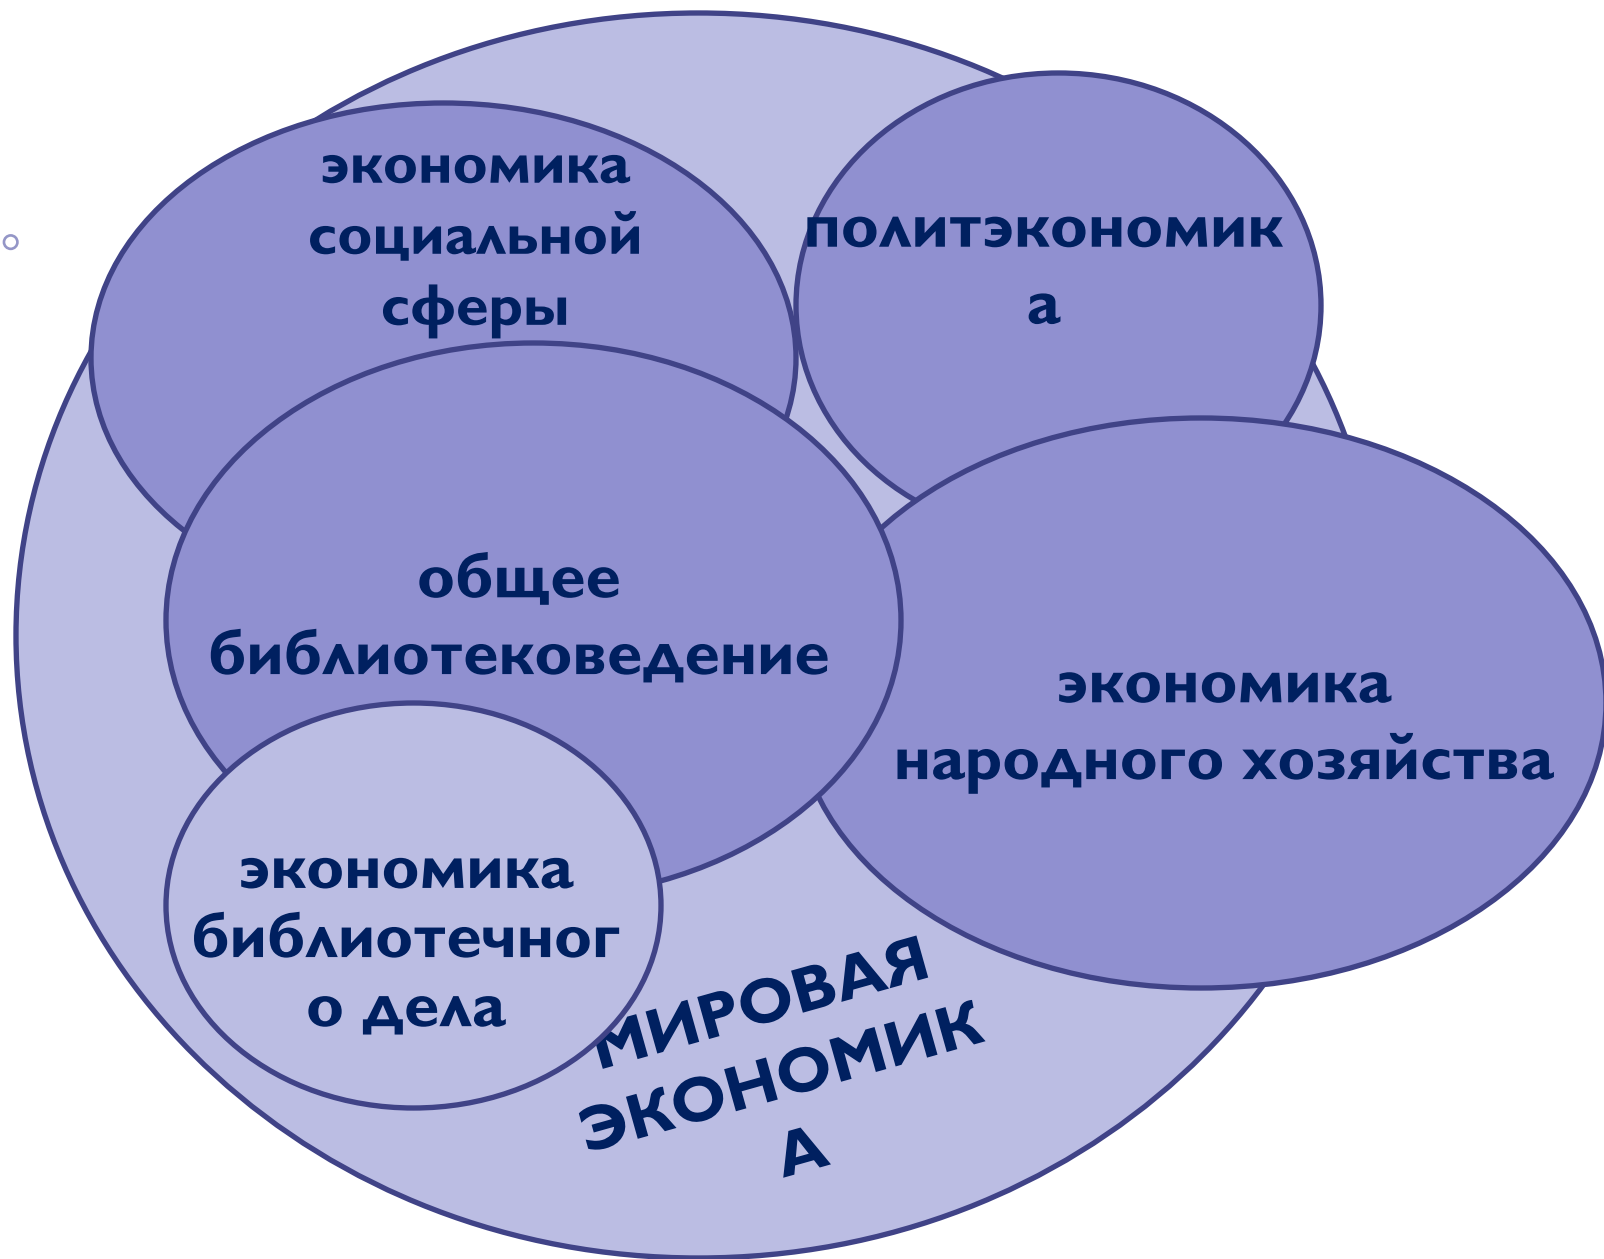 экономика
социальной
сферы
политэкономик
а
общее
библиотековедение
экономика
народного хозяйства
экономика
библиотечног
о дела
МИРОВАЯ
ЭКОНОМИК
А